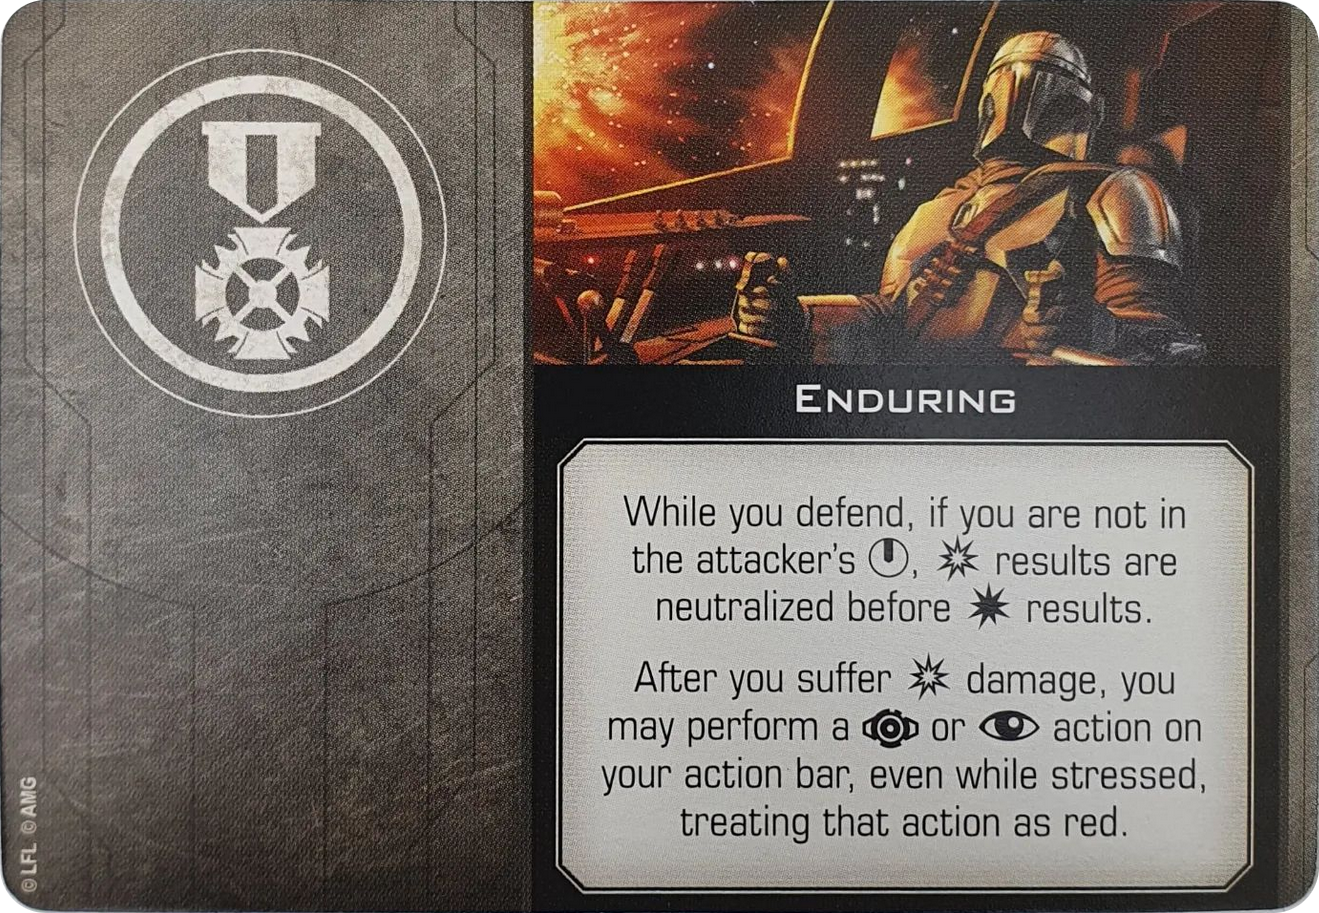 ENDURING
While you defend, if you are not in
the attacker's , results are
neutralized before results.
After you suffer damage, you
may perform a or action on
your action bar, even while stressed,
treating that action as red.
© LFL © AMG